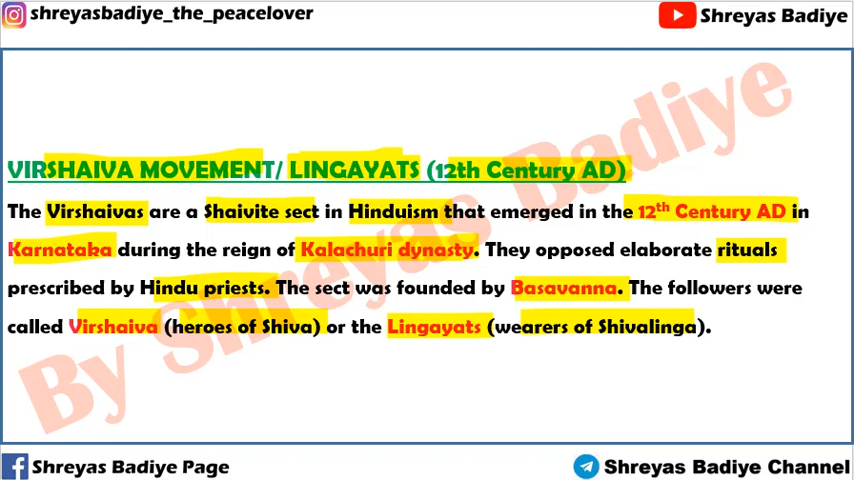 shreyasbadiye_the_peacelover
Shreyas Badiye
VIRSHAIVA MOVEMENT/ LINGAYATS (12th Century AD)
The Virshaivas are a Shaivite sect in Hinduism that emerged in the 12th Century AD in
Karnataka during the reign of Kalachuri dynasty. They opposed elaborate rituals
prescribed by Hindu priests. The sect was founded by Basavanna. The followers were
called Virshaiva (heroes of Shiva) or the Lingayats (wearers of Shivalinga).
By Shreyas Badiye
Shreyas Badiye Page
Shreyas Badiye Channel